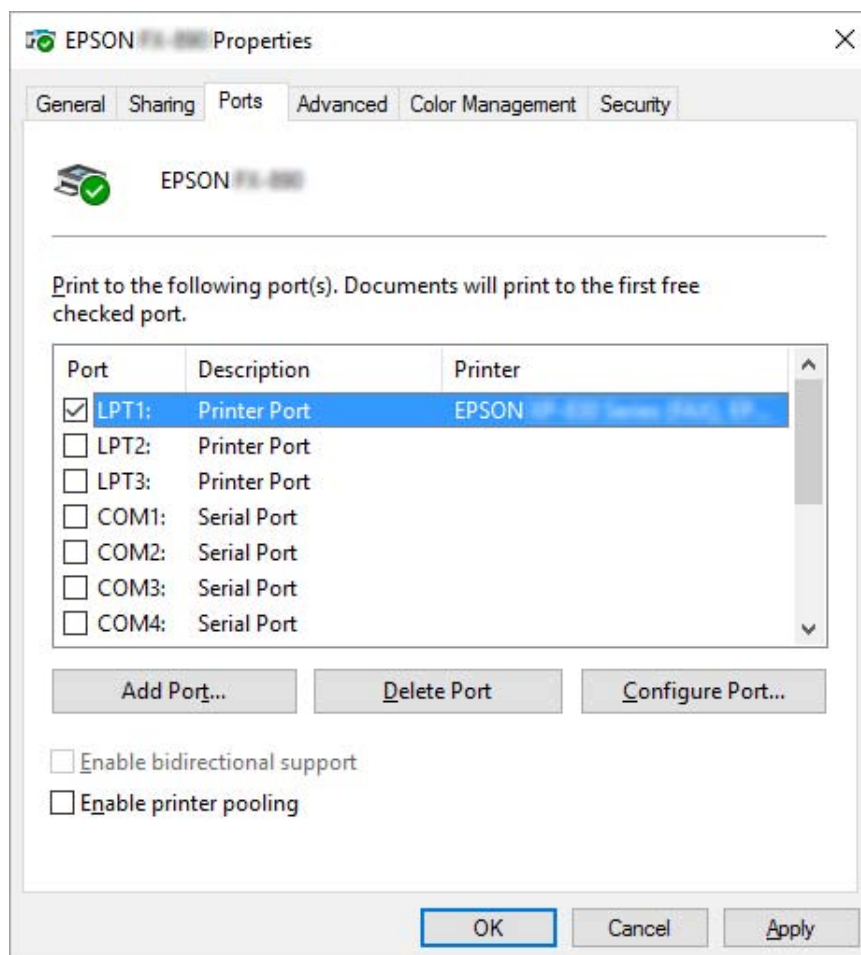 EPSON Properties
General Sharing Ports Advanced Color Management Security
EPSON
Print to the following port(s). Documents will print to the first free
checked port.
Port Description Printer
LPT1: Printer Port EPSON
LPT2: Printer Port
LPT3: Printer Port
COM1: Serial Port
COM2: Serial Port
COM3: Serial Port
COM4: Serial Port
Add Port... Delete Port Configure Port...
Enable bidirectional support
Enable printer pooling
OK Cancel Apply